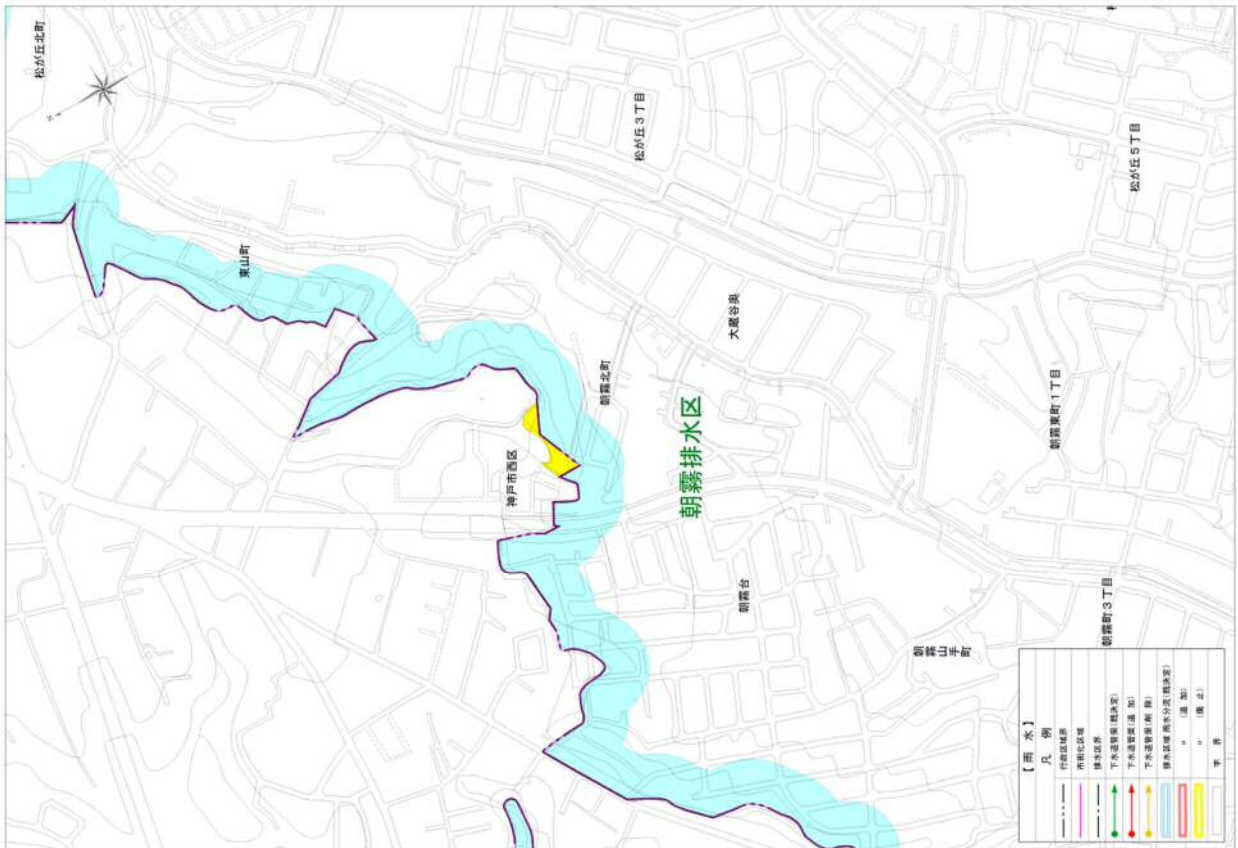 松が丘北町
N
松が丘3丁目
松が丘5丁目
東山町
大蔵谷奥
朝霧北町
朝霧東町1丁目
神戸市西区
朝霧排水区
朝霧台
朝霧町3丁目
朝霧山手町
【 雨 水 】
凡 例
行政区域界
市街化区域
排水区界
下水道管渠(既決定)
下水道管渠(追 加)
下水道管渠(削 除)
排水区域 雨水分流(既決定)
〃 (追 加)
〃 (廃 止)
字 界